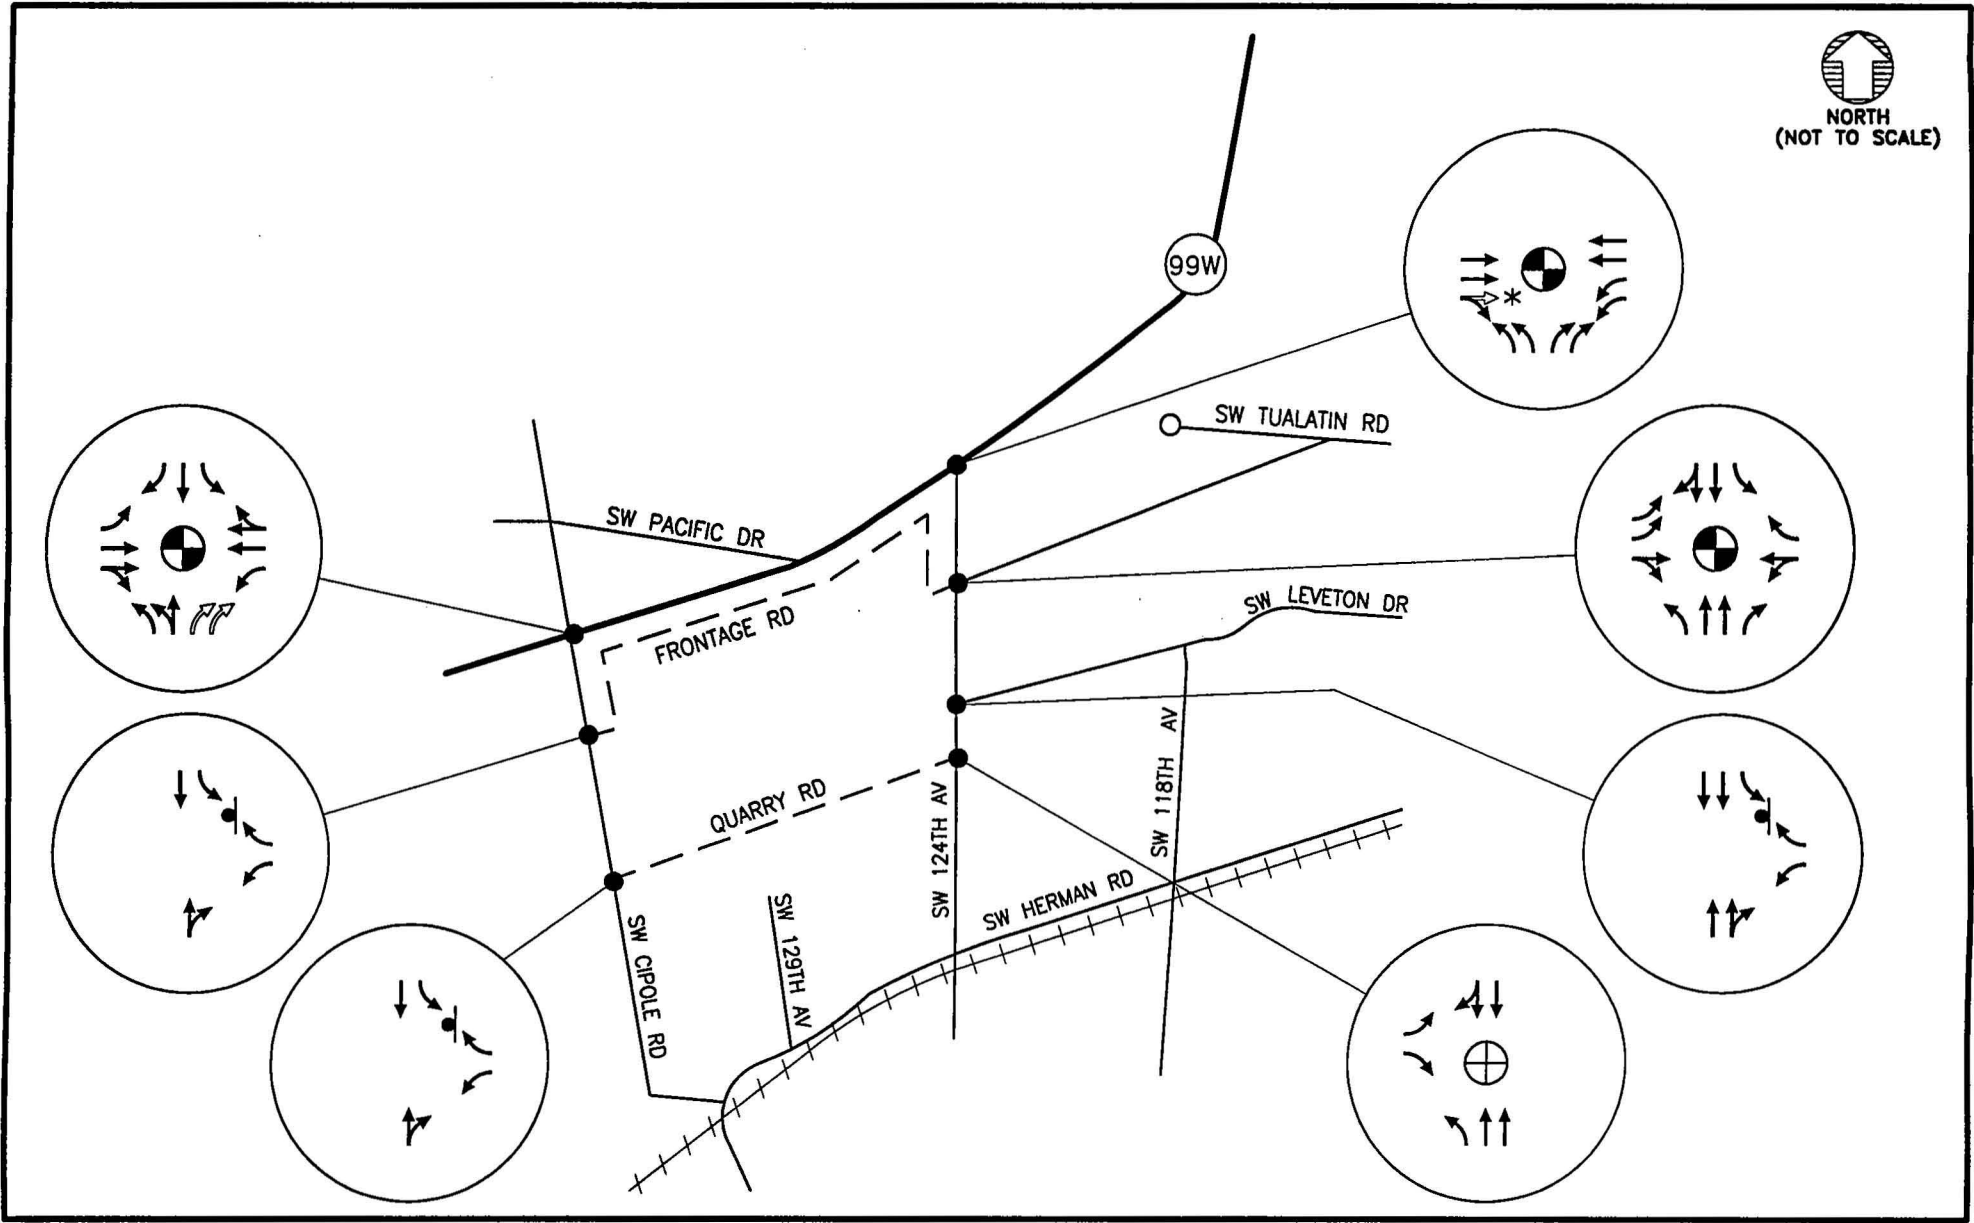 NORTH
(NOT TO SCALE)
99W
*
SW TUALATIN RD
SW PACIFIC DR
SW LEVETON DR
FRONTAGE RD
SW 118TH AV
QUARRY RD
SW 124TH AV
SW HERMAN RD
SW 129TH AV
SW CIPOLE RD